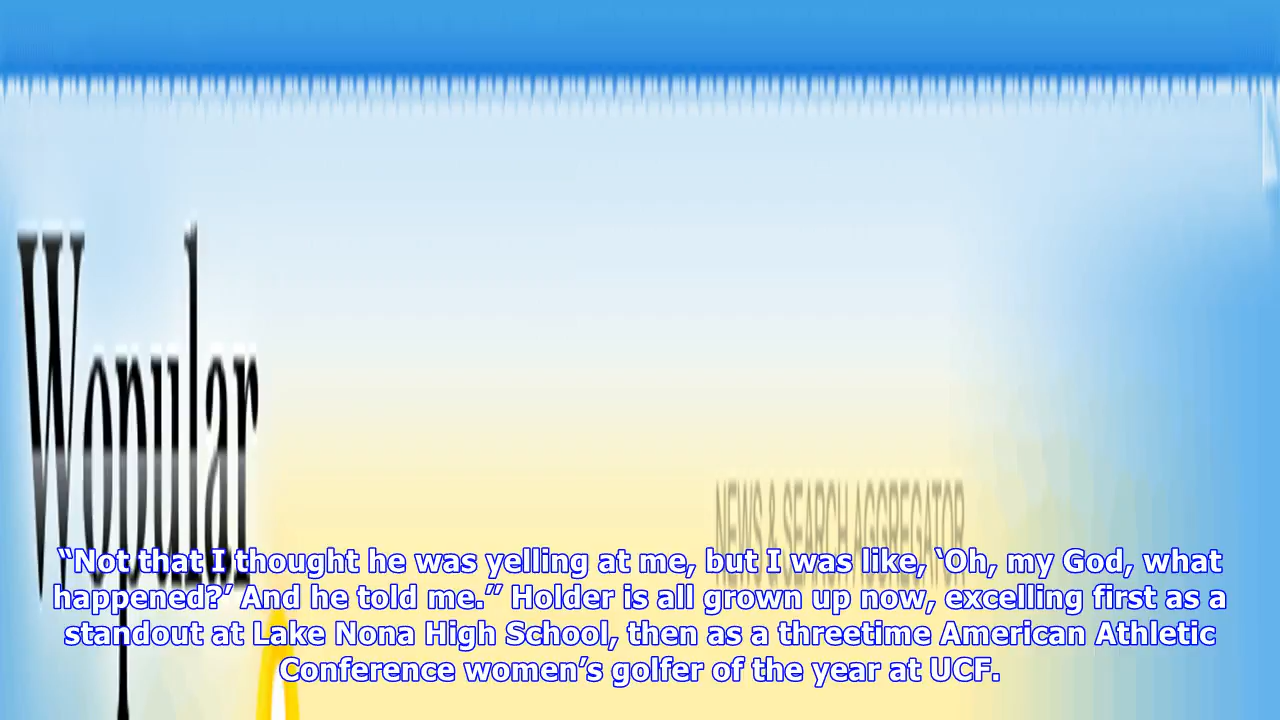 Wopular
NEWS & SEARCH AGGREGATOR
“Not that I thought he was yelling at me, but I was like, ‘Oh, my God, what
happened?’ And he told me.” Holder is all grown up now, excelling first as a
standout at Lake Nona High School, then as a threetime American Athletic
Conference women’s golfer of the year at UCF.